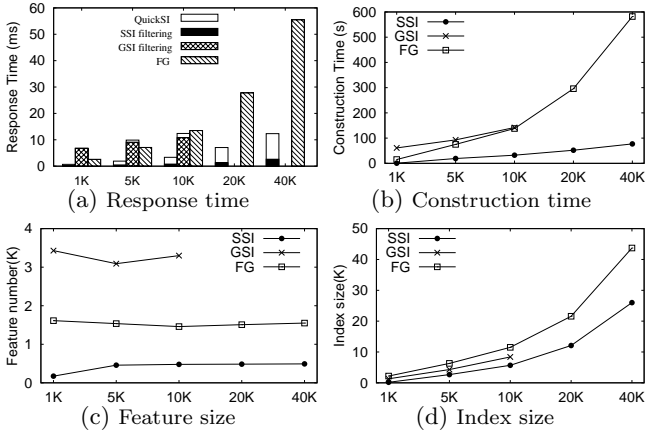 Response Time (ms)
60
50
40
30
20
10
0
QuickSI
SSI filtering
GSI filtering
FG
1K 5K 10K 20K 40K
(a) Response time
Construction Time (s)
600
500
400
300
200
100
0
SSI
GSI
FG
1K 5K 10K 20K 40K
(b) Construction time
Feature number(K)
4
3
2
1
0
SSI
GSI
FG
1K 5K 10K 20K 40K
(c) Feature size
Index size(K)
50
40
30
20
10
0
SSI
GSI
FG
1K 5K 10K 20K 40K
(d) Index size